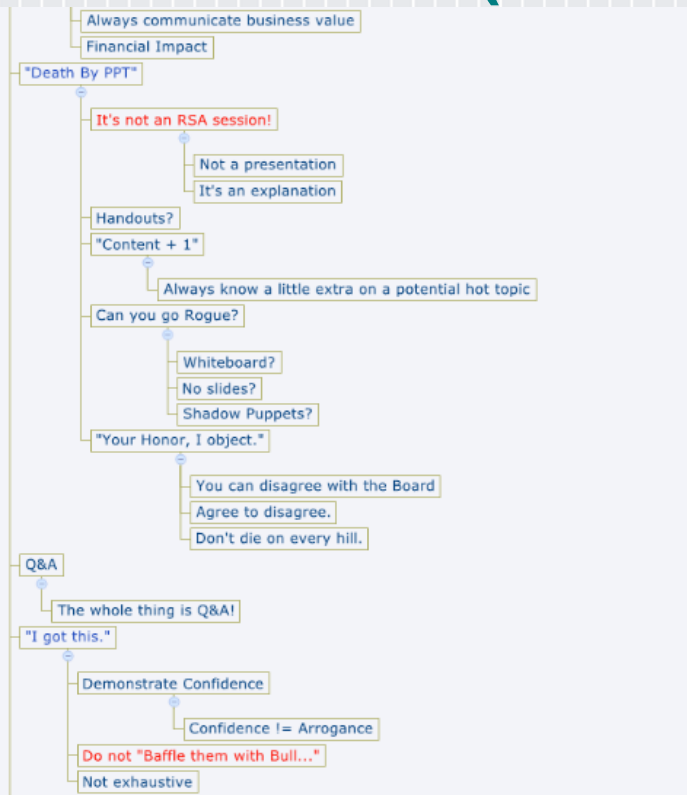 Always communicate business value
Financial Impact
"Death By PPT"
It's not an RSA session!
Not a presentation
It's an explanation
Handouts?
"Content + 1"
Always know a little extra on a potential hot topic
Can you go Rogue?
Whiteboard?
No slides?
Shadow Puppets?
"Your Honor, I object."
You can disagree with the Board
Agree to disagree.
Don't die on every hill.
Q&A
The whole thing is Q&A!
"I got this."
Demonstrate Confidence
Confidence != Arrogance
Do not "Baffle them with Bull..."
Not exhaustive